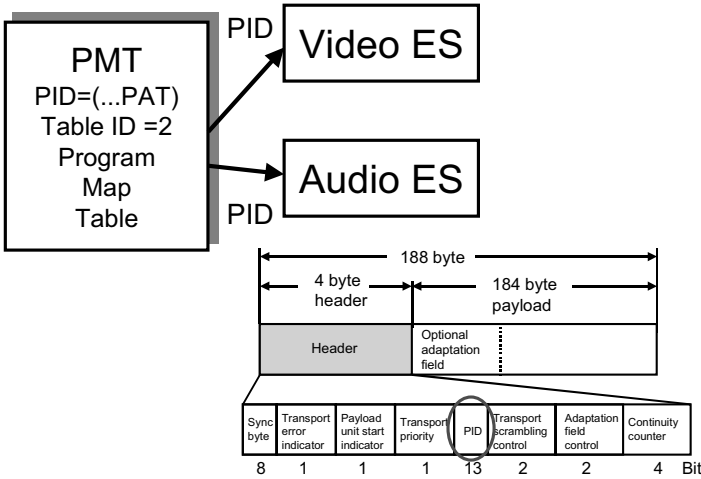 PMT
PID=(...PAT)
Table ID =2
Program
Map
Table
PID
Video ES
Audio ES
PID
188 byte
4 byte
header
184 byte
payload
Header
Optional
adaptation
field
Sync
byte
Transport
error
indicator
Payload
unit start
indicator
Transport
priority
PID
Transport
scrambling
control
Adaptation
field
control
Continuity
counter
8 1 1 1 13 2 2 4 Bit